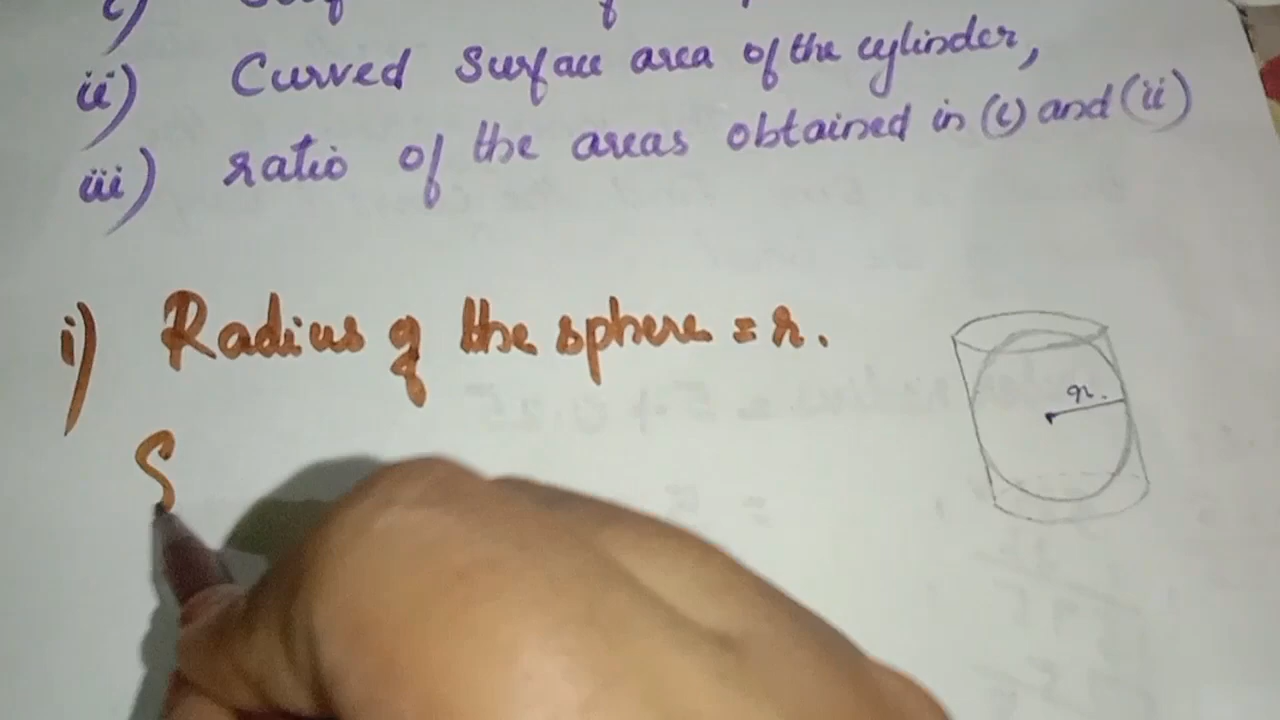 ii) Curved Surface area of the cylinder,
iii) ratio of the areas obtained in (i) and (ii)
i) Radius of the sphere = r.
r.
S